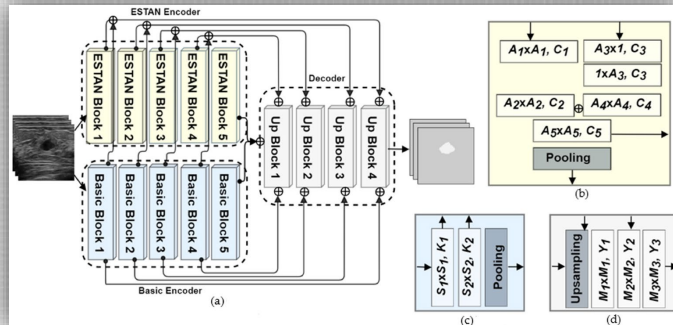 ESTAN Encoder
ESTAN Block 1
ESTAN Block 2
ESTAN Block 3
ESTAN Block 4
ESTAN Block 5
Decoder
Up Block 1
Up Block 2
Up Block 3
Up Block 4
Basic Block 1
Basic Block 2
Basic Block 3
Basic Block 4
Basic Block 5
Basic Encoder
(a)
A₁xA₁, C₁
A₃x1, C₃
1xA₃, C₃
A₂xA₂, C₂
A₄xA₄, C₄
A₅xA₅, C₅
Pooling
(b)
S₁xS₁, K₁
S₂xS₂, K₂
Pooling
(c)
Upsampling
M₁xM₁, Y₁
M₂xM₂, Y₂
M₃xM₃, Y₃
(d)